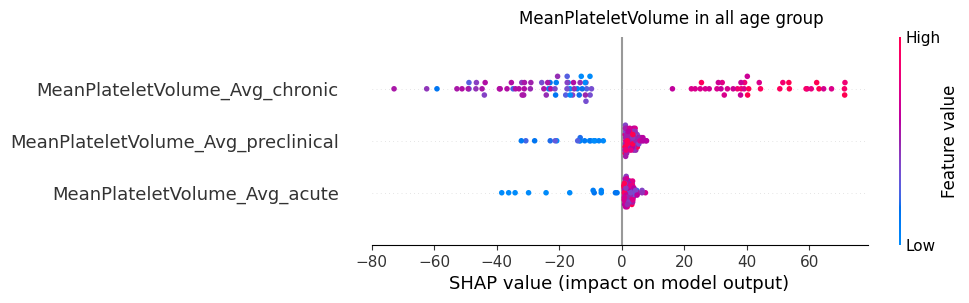 MeanPlateletVolume in all age group
High
MeanPlateletVolume_Avg_chronic
MeanPlateletVolume_Avg_preclinical
MeanPlateletVolume_Avg_acute
Feature value
Low
−80 −60 −40 −20 0 20 40 60
SHAP value (impact on model output)